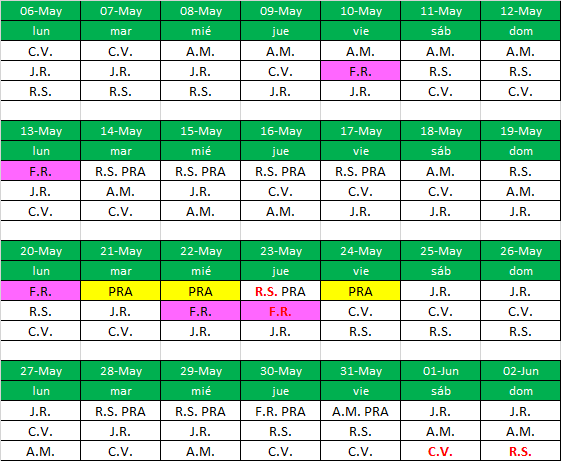 06-May 07-May 08-May 09-May 10-May 11-May 12-May
lun mar mié jue vie sáb dom
C.V. C.V. A.M. A.M. A.M. A.M. A.M.
J.R. J.R. J.R. C.V. F.R. R.S. R.S.
R.S. R.S. R.S. J.R. J.R. C.V. C.V.
13-May 14-May 15-May 16-May 17-May 18-May 19-May
lun mar mié jue vie sáb dom
F.R. R.S. PRA R.S. PRA R.S. PRA R.S. PRA A.M. R.S.
J.R. A.M. J.R. C.V. C.V. C.V. A.M.
C.V. C.V. A.M. A.M. J.R. J.R. J.R.
20-May 21-May 22-May 23-May 24-May 25-May 26-May
lun mar mié jue vie sáb dom
F.R. PRA PRA R.S. PRA PRA J.R. J.R.
R.S. J.R. F.R. F.R. C.V. C.V. C.V.
C.V. C.V. J.R. J.R. R.S. R.S. R.S.
27-May 28-May 29-May 30-May 31-May 01-Jun 02-Jun
lun mar mié jue vie sáb dom
J.R. R.S. PRA R.S. PRA F.R. PRA A.M. PRA J.R. J.R.
C.V. J.R. J.R. R.S. R.S. A.M. A.M.
A.M. C.V. A.M. C.V. C.V. C.V. R.S.